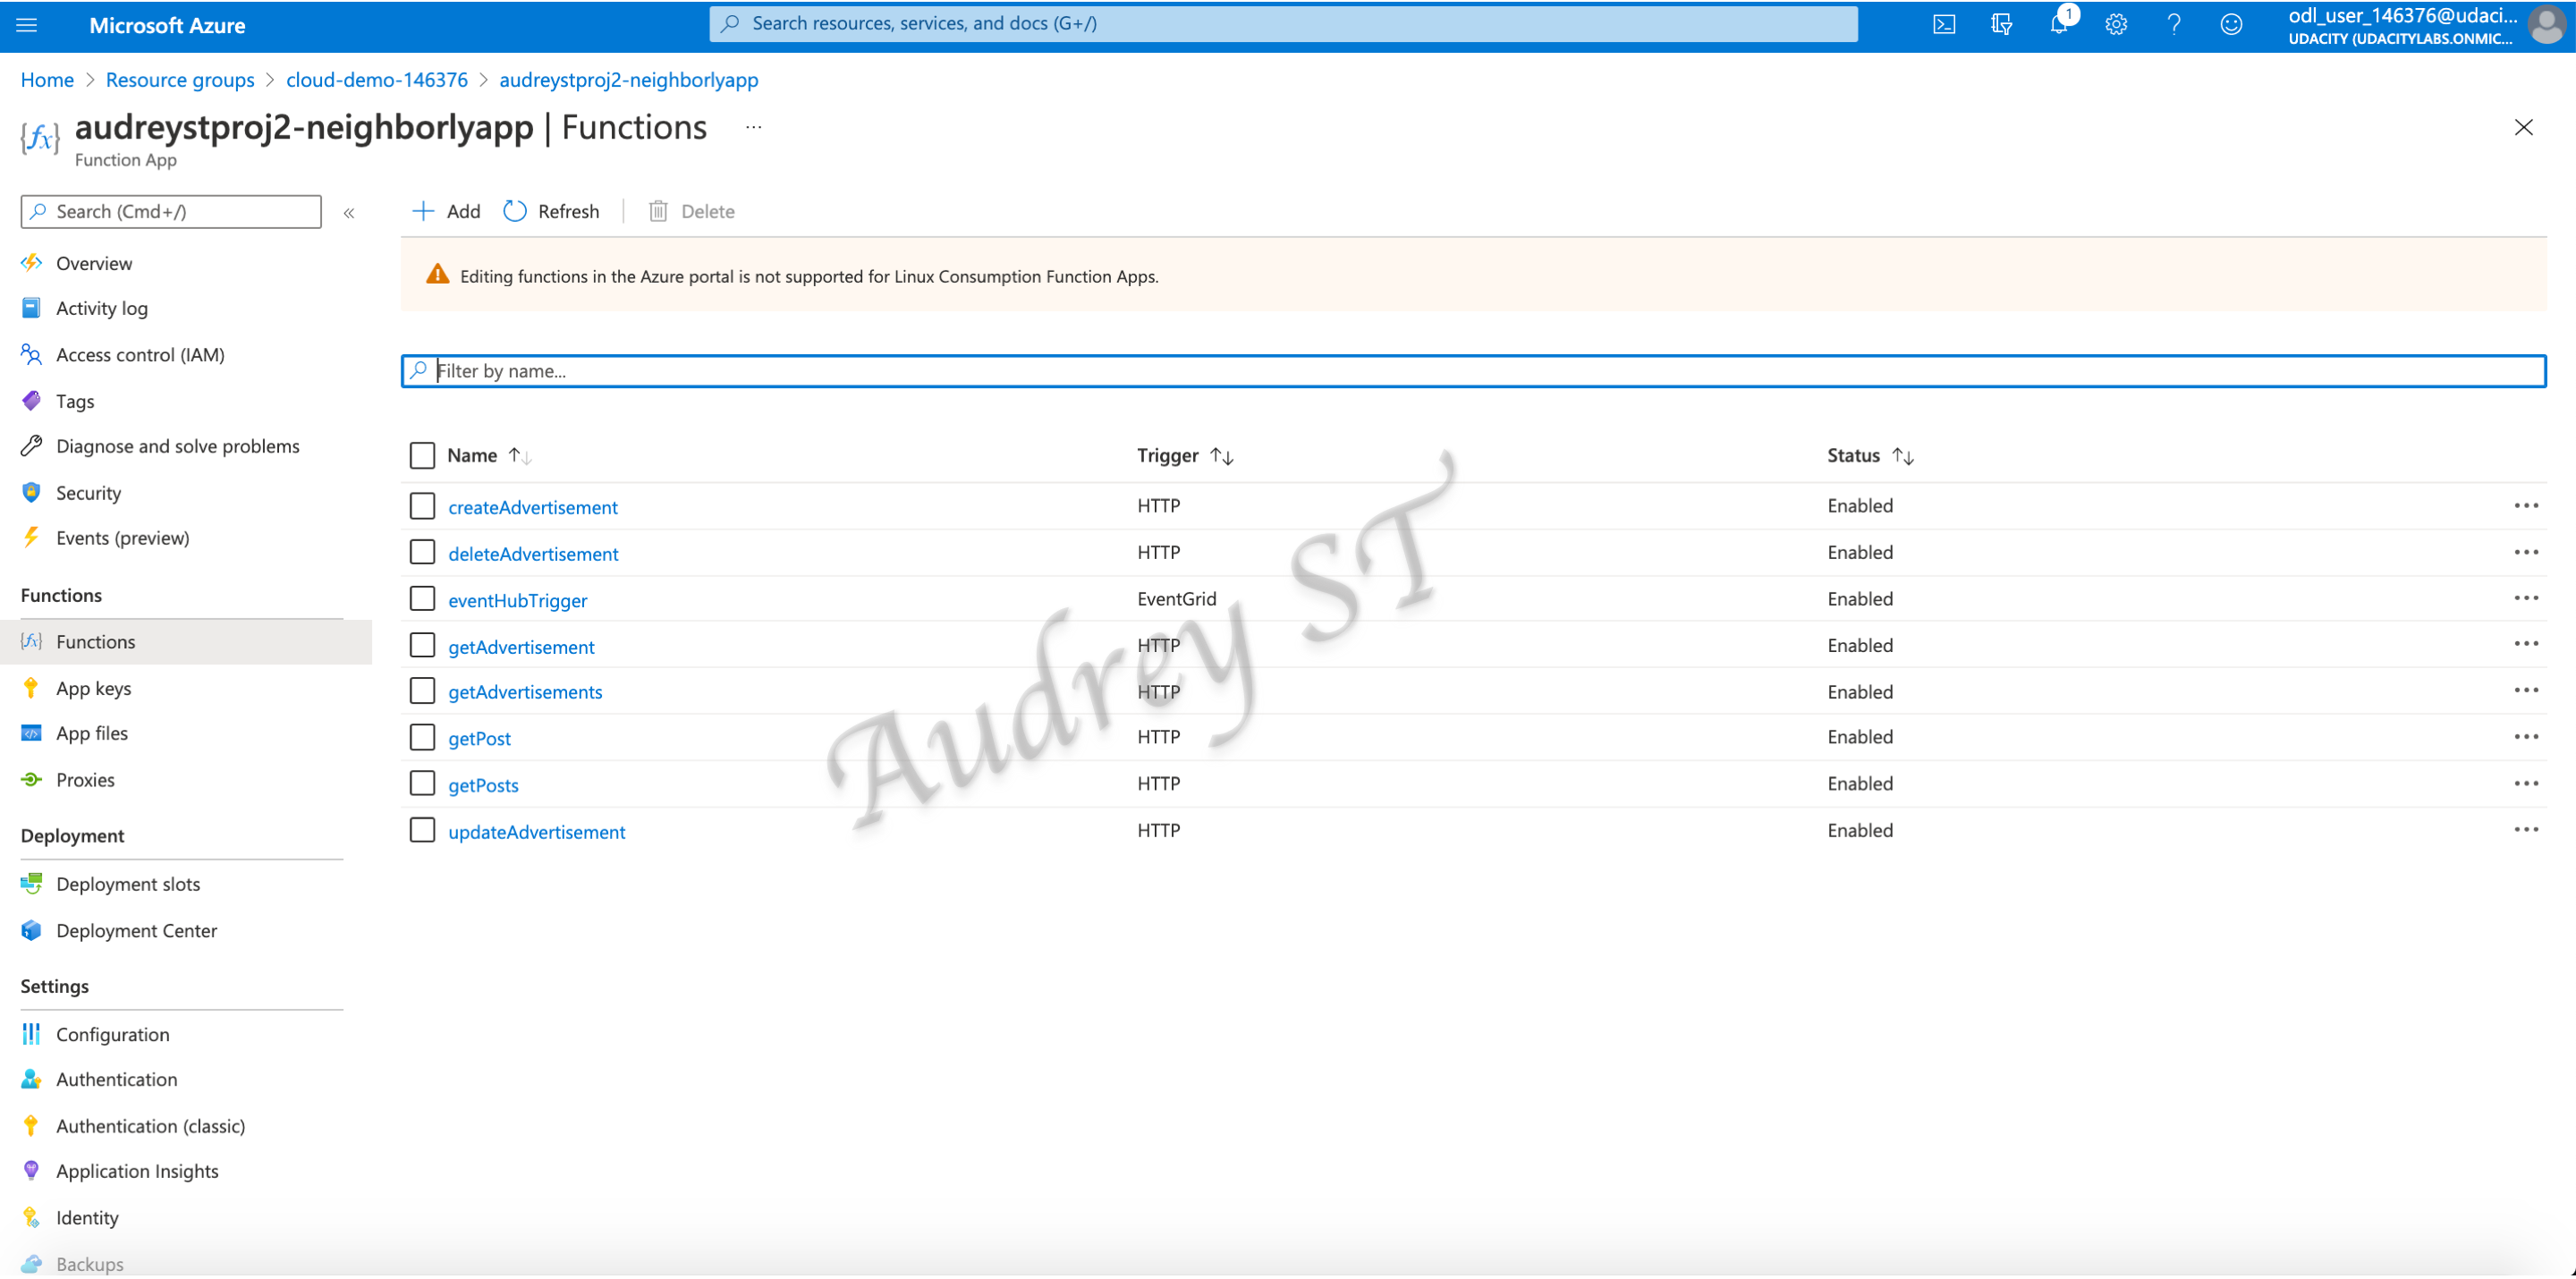 Microsoft Azure
Search resources, services, and docs (G+/)
1
odl_user_146376@udaci...
UDACITY (UDACITYLABS.ONMIC...
Home > Resource groups > cloud-demo-146376 > audreystproj2-neighborlyapp
{fx} audreystproj2-neighborlyapp | Functions ...
Function App
Search (Cmd+/) «
Add Refresh | Delete
Editing functions in the Azure portal is not supported for Linux Consumption Function Apps.
Filter by name...
Name ↑↓ Trigger ↑↓ Status ↑↓
createAdvertisement HTTP Enabled ...
deleteAdvertisement HTTP Enabled ...
eventHubTrigger EventGrid Enabled ...
getAdvertisement HTTP Enabled ...
getAdvertisements HTTP Enabled ...
getPost HTTP Enabled ...
getPosts HTTP Enabled ...
updateAdvertisement HTTP Enabled ...
Audrey ST
Overview
Activity log
Access control (IAM)
Tags
Diagnose and solve problems
Security
Events (preview)
Functions
{fx} Functions
App keys
App files
Proxies
Deployment
Deployment slots
Deployment Center
Settings
Configuration
Authentication
Authentication (classic)
Application Insights
Identity
Backups